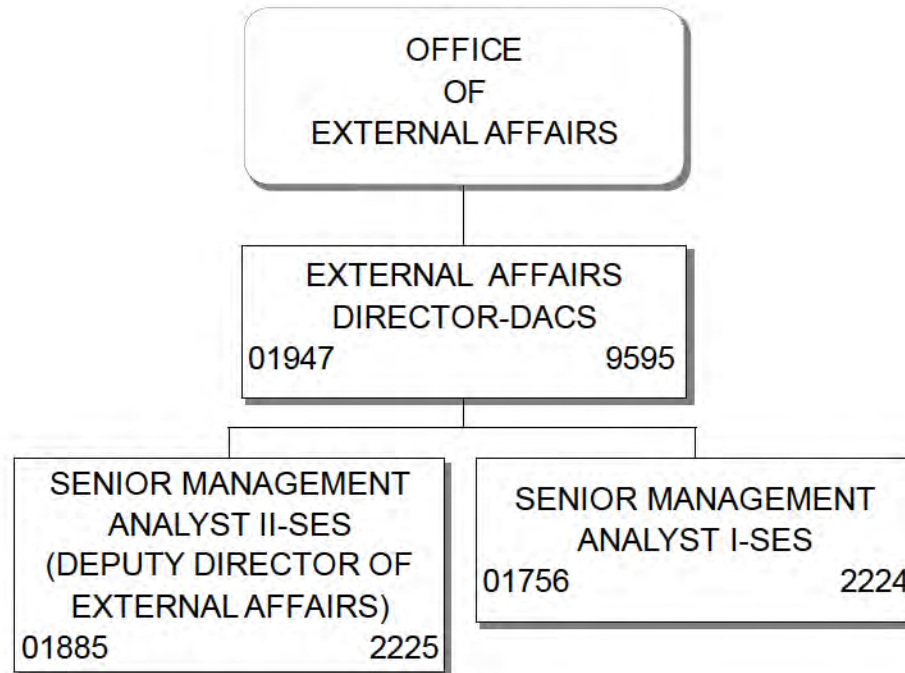 OFFICE
OF
EXTERNAL AFFAIRS
EXTERNAL AFFAIRS
DIRECTOR-DACS
01947 9595
SENIOR MANAGEMENT
ANALYST II-SES
(DEPUTY DIRECTOR OF
EXTERNAL AFFAIRS)
01885 2225
SENIOR MANAGEMENT
ANALYST I-SES
01756 2224